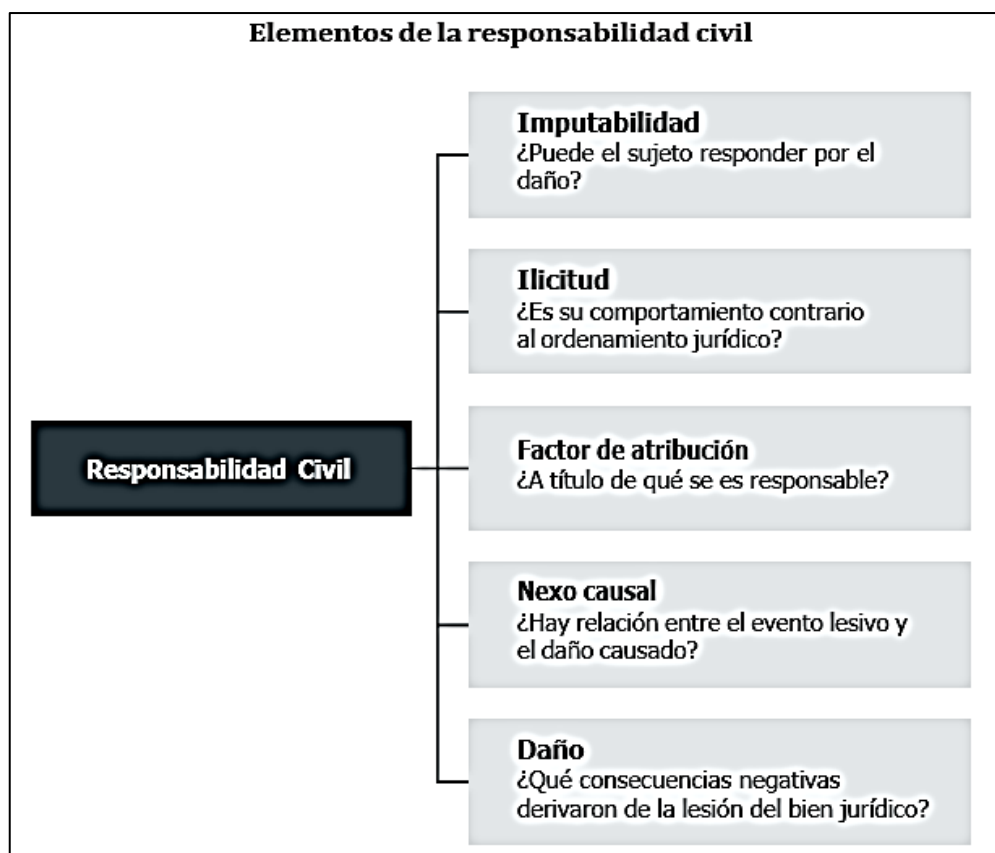 Elementos de la responsabilidad civil
Imputabilidad
¿Puede el sujeto responder por el
daño?
Ilicitud
¿Es su comportamiento contrario
al ordenamiento jurídico?
Responsabilidad Civil
Factor de atribución
¿A título de qué se es responsable?
Nexo causal
¿Hay relación entre el evento lesivo y
el daño causado?
Daño
¿Qué consecuencias negativas
derivaron de la lesión del bien jurídico?